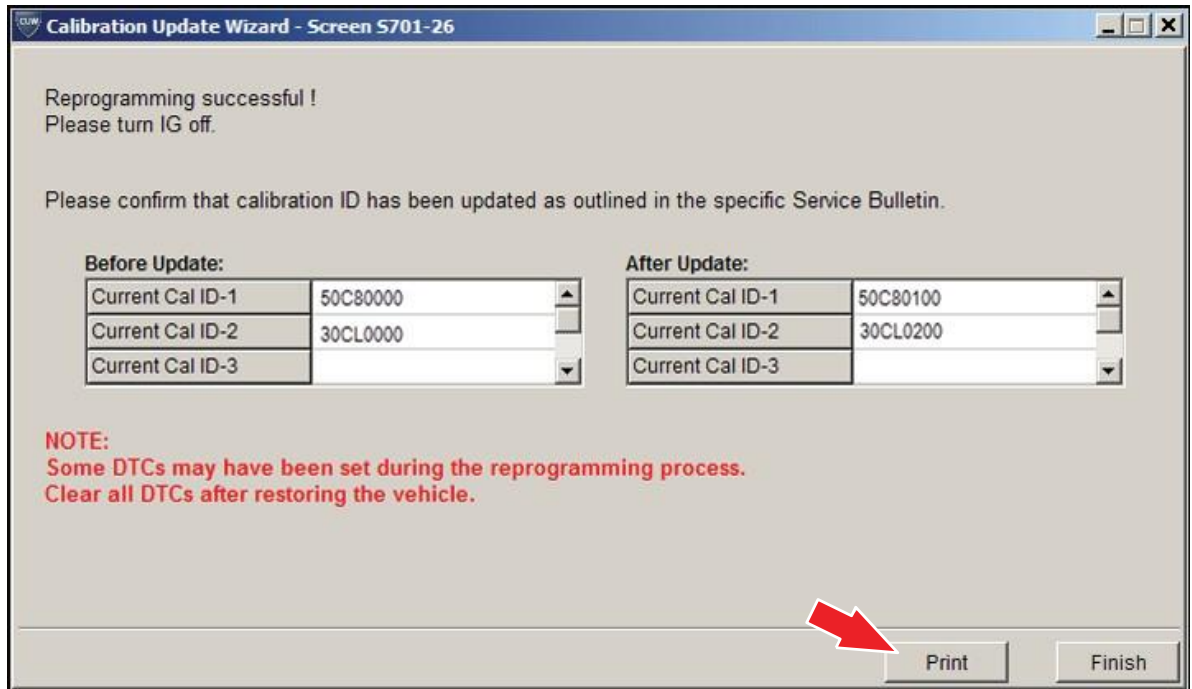 CUW Calibration Update Wizard - Screen S701-26
Reprogramming successful !
Please turn IG off.
Please confirm that calibration ID has been updated as outlined in the specific Service Bulletin.
Before Update:
Current Cal ID-1 50C80000
Current Cal ID-2 30CL0000
Current Cal ID-3
After Update:
Current Cal ID-1 50C80100
Current Cal ID-2 30CL0200
Current Cal ID-3
NOTE:
Some DTCs may have been set during the reprogramming process.
Clear all DTCs after restoring the vehicle.
Print Finish